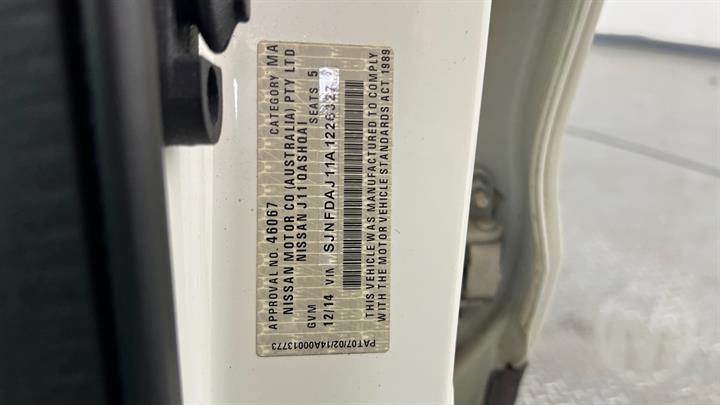 APPROVAL NO. 46067 CATEGORY MA
NISSAN MOTOR CO (AUSTRALIA) PTY LTD
NISSAN J11 QASHQAI
GVM SEATS 5
12/14 VIN SJNFDAJ11A1226327
THIS VEHICLE WAS MANUFACTURED TO COMPLY
WITH THE MOTOR VEHICLE STANDARDS ACT 1989
PAT07/02/14A00013773